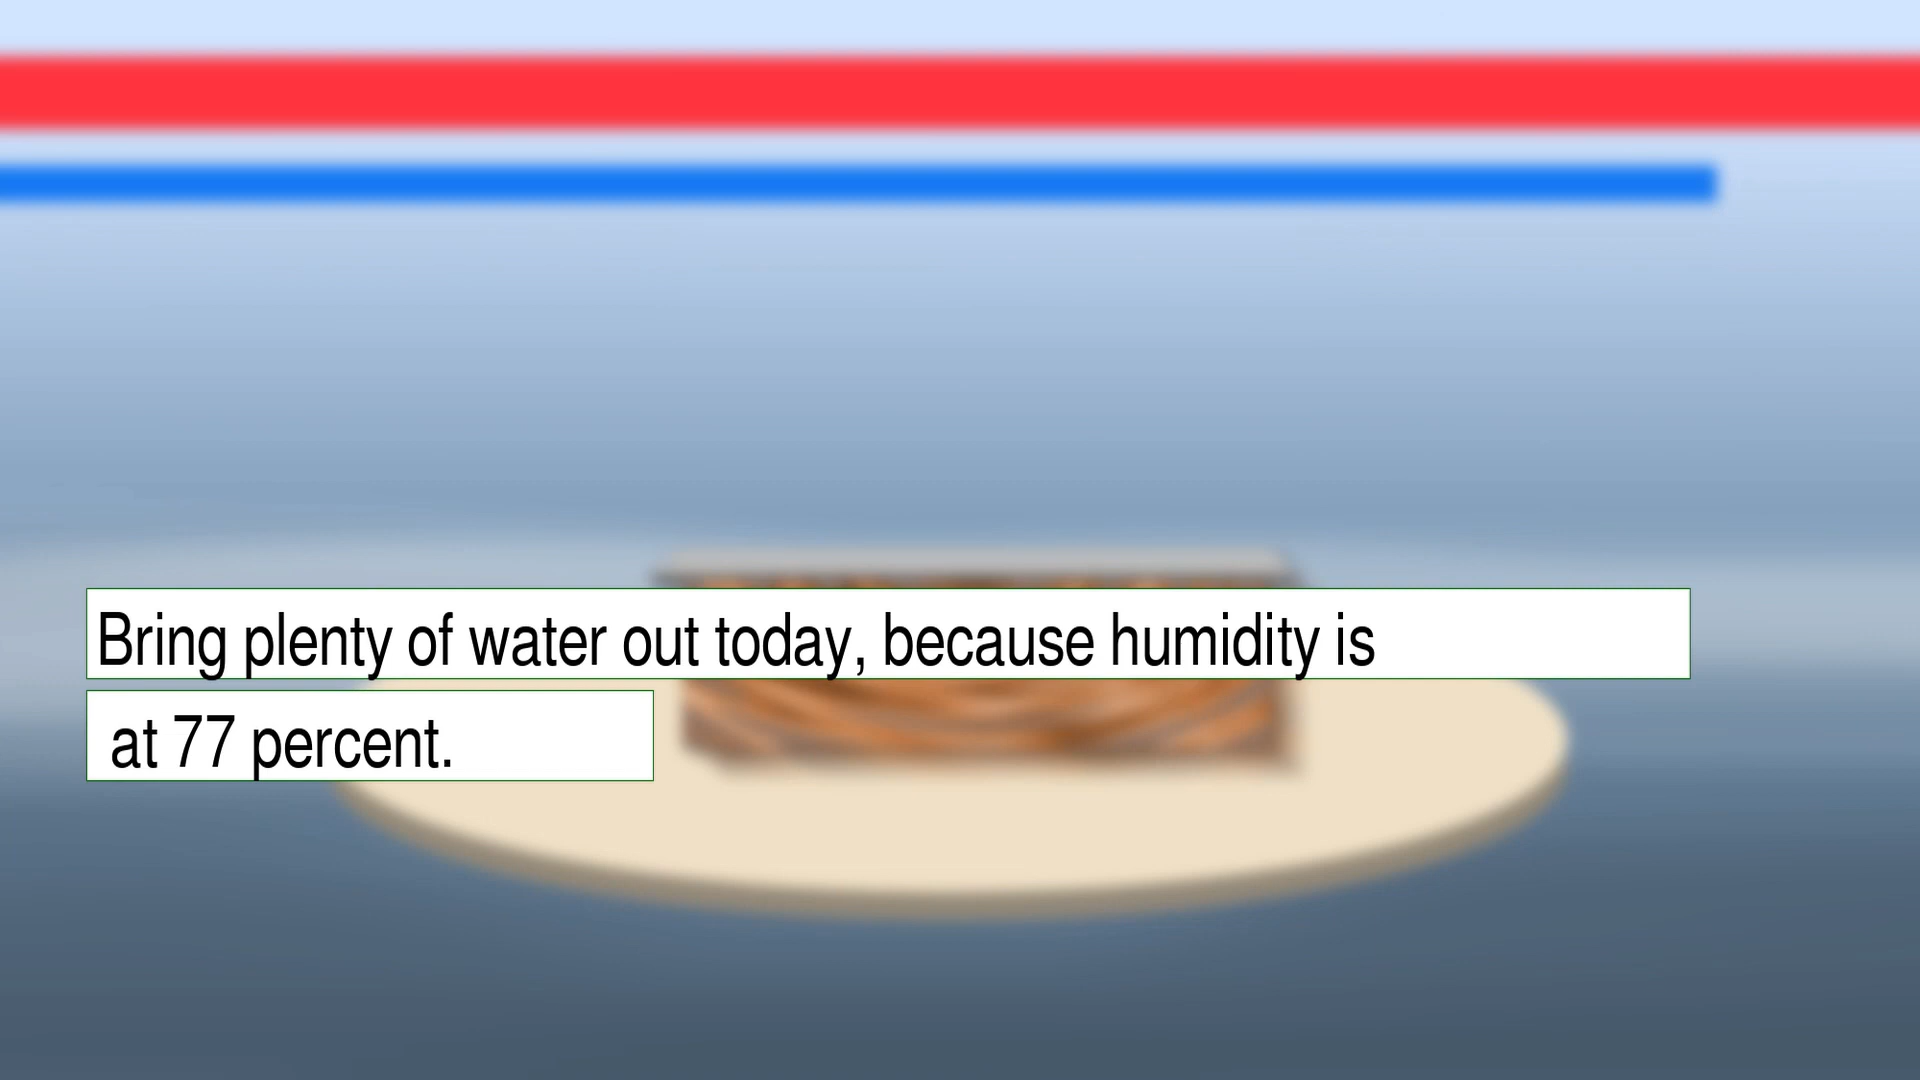 Bring plenty of water out today, because humidity is
at 77 percent.